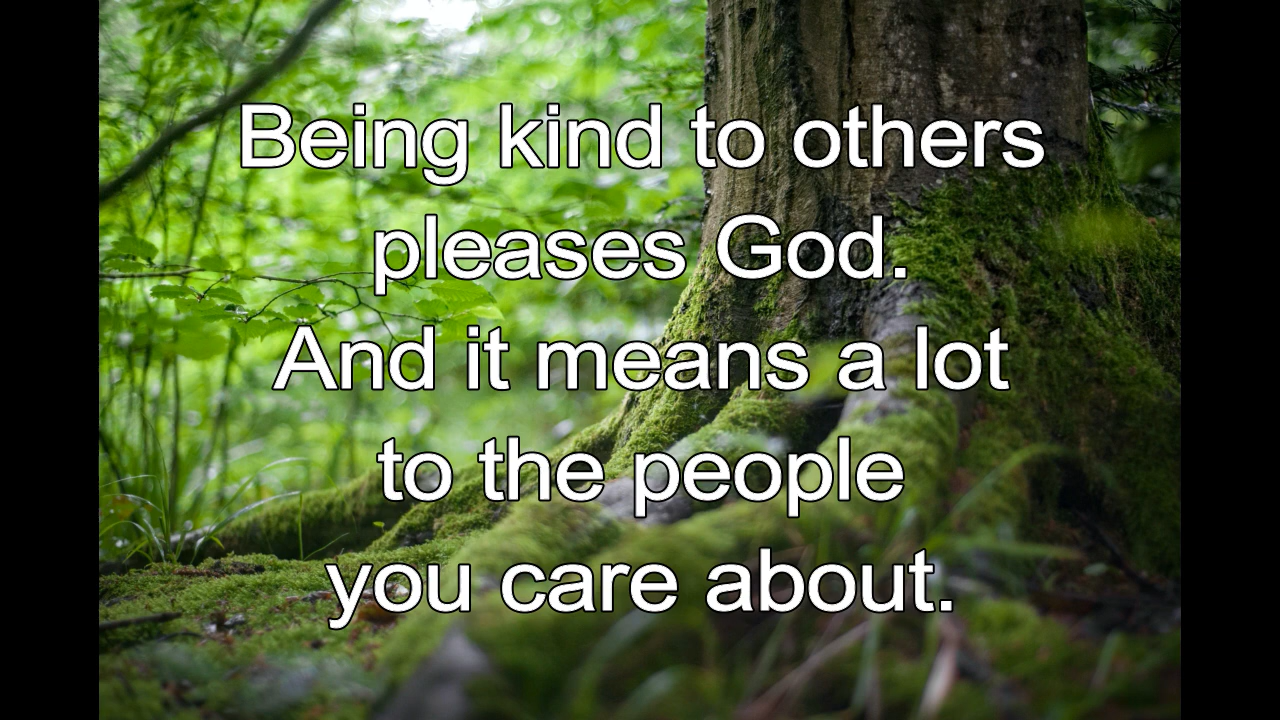 Being kind to others
pleases God.
And it means a lot
to the people
you care about.